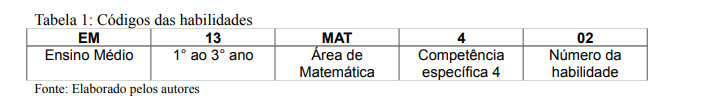 Tabela 1: Códigos das habilidades
EM 13 MAT 4 02
Ensino Médio 1° ao 3° ano Área de Matemática Competência específica 4 Número da habilidade
Fonte: Elaborado pelos autores